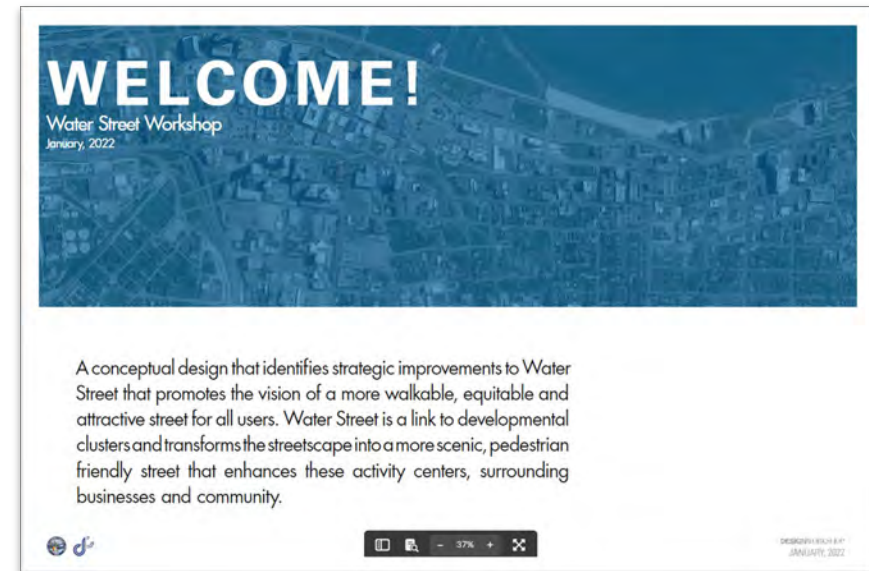 WELCOME!
Water Street Workshop
January, 2022
A conceptual design that identifies strategic improvements to Water
Street that promotes the vision of a more walkable, equitable and
attractive street for all users. Water Street is a link to developmental
clusters and transforms the streetscape into a more scenic, pedestrian
friendly street that enhances these activity centers, surrounding
businesses and community.
- 37% +
JANUARY, 2022